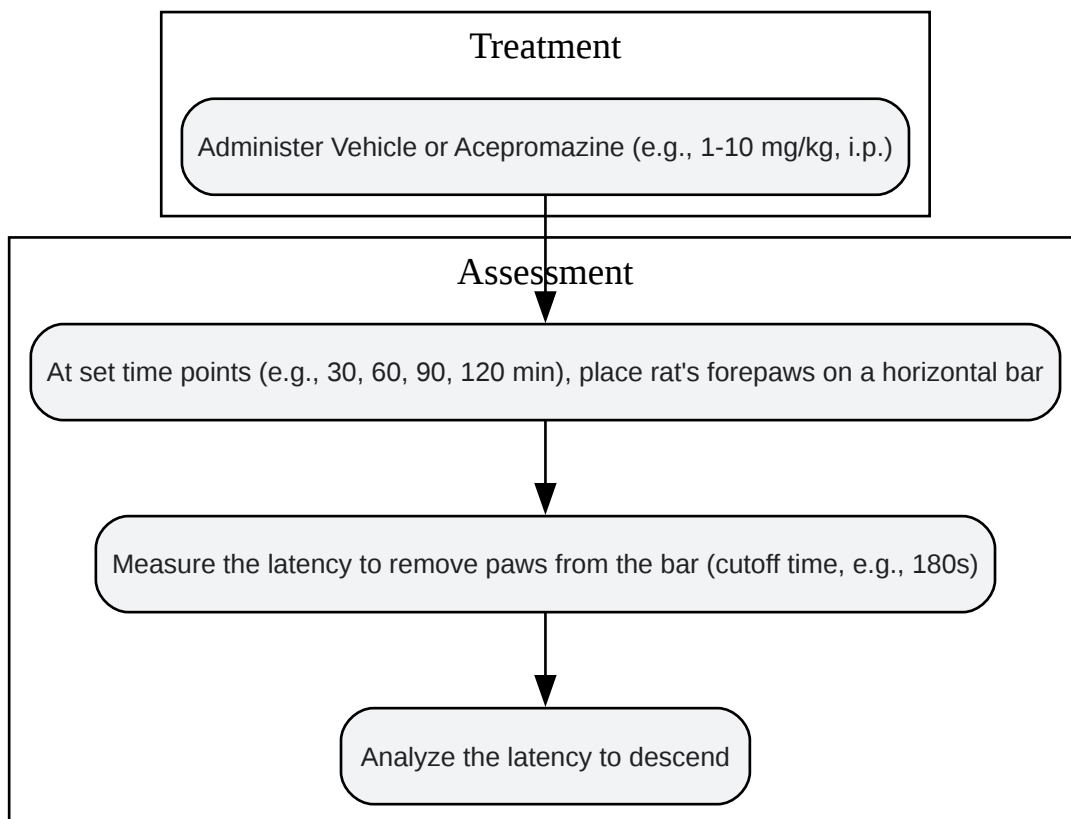 Treatment
Administer Vehicle or Acepromazine (e.g., 1-10 mg/kg, i.p.)
Assessment
At set time points (e.g., 30, 60, 90, 120 min), place rat's forepaws on a horizontal bar
Measure the latency to remove paws from the bar (cutoff time, e.g., 180s)
Analyze the latency to descend